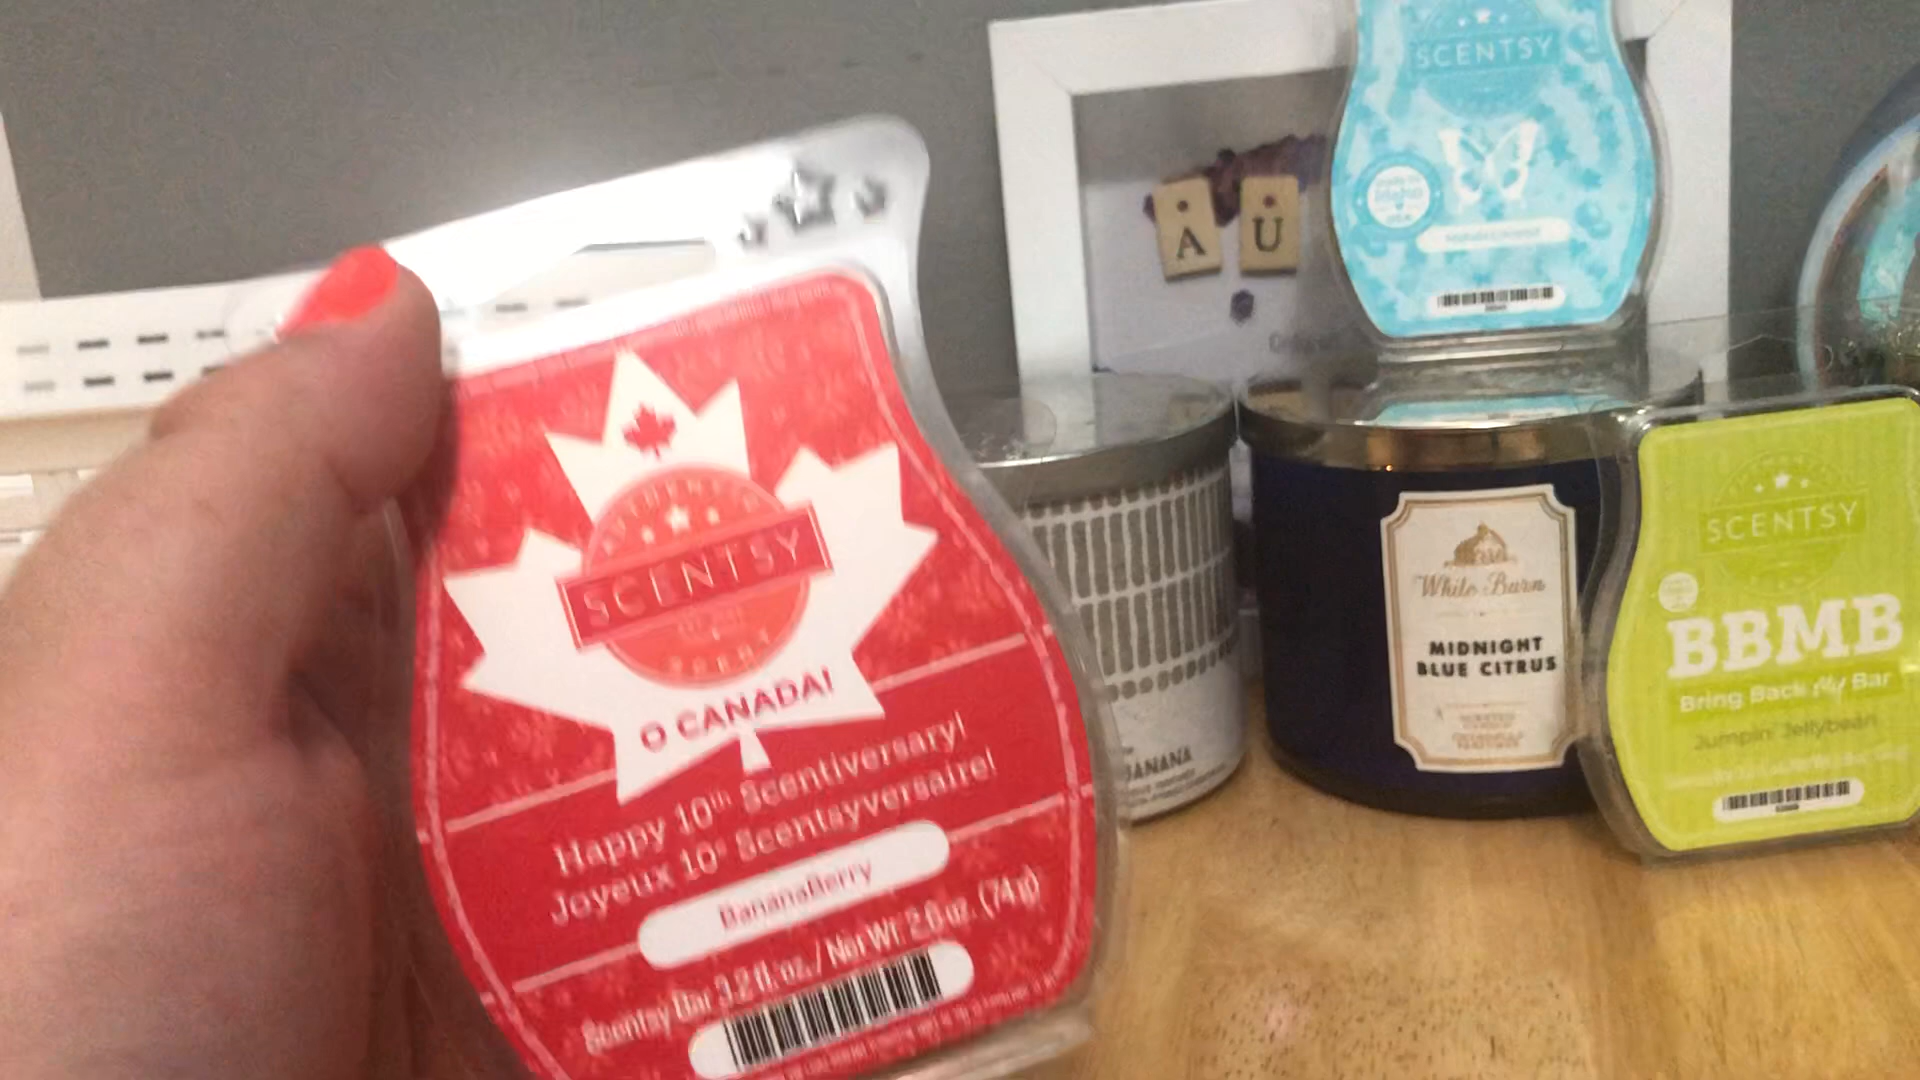 SCENTSY
O CANADA!
Happy 10th Scentiversary!
Joyeux 10e Scentsyversaire!
BananaBerry
Scentsy Bar 3.2 fl. oz. / Net Wt. 2.6 oz. (74 g)
A U
SCENTSY
BANANA
White Barn
MIDNIGHT
BLUE CITRUS
SCENTSY
BBMB
Bring Back My Bar
Jumpin' Jellybean